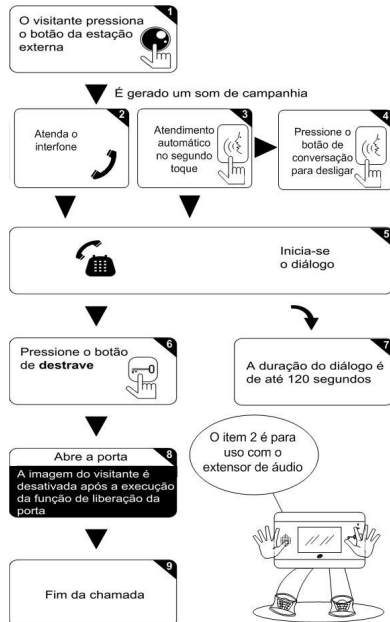 1
O visitante pressiona
o botão da estação
externa
É gerado um som de campanhia
2
Atenda o
interfone
3
Atendimento
automático
no segundo
toque
4
Pressione o
botão de
conversação
para desligar
5
Inicia-se
o diálogo
6
Pressione o botão
de destrave
7
A duração do diálogo é
de até 120 segundos
8
Abre a porta
A imagem do visitante é
desativada após a execução
da função de liberação da
porta
O item 2 é para
uso com o
extensor de áudio
9
Fim da chamada